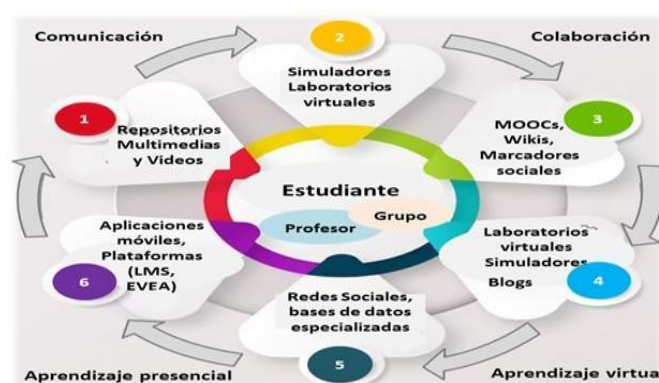 Comunicación
Colaboración
2
Simuladores
Laboratorios
virtuales
1
Repositorios
Multimedias
y Videos
3
MOOCs,
Wikis,
Marcadores
sociales
Estudiante
Profesor
Grupo
Aplicaciones
móviles,
Plataformas
(LMS,
EVEA)
6
Laboratorios
virtuales
Simuladores
Blogs
4
Redes Sociales,
bases de datos
especializadas
5
Aprendizaje presencial
Aprendizaje virtua